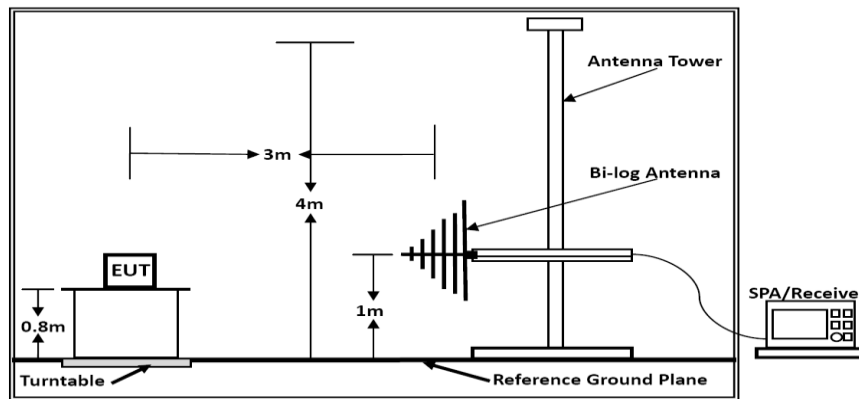 Antenna Tower
3m
Bi-log Antenna
4m
EUT
SPA/Receive
1m
0.8m
Turntable
Reference Ground Plane